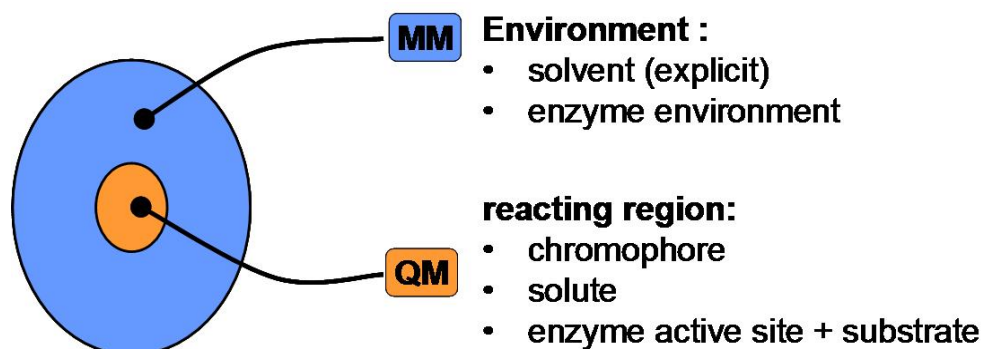 MM
Environment :
• solvent (explicit)
• enzyme environment
reacting region:
• chromophore
QM
• solute
• enzyme active site + substrate